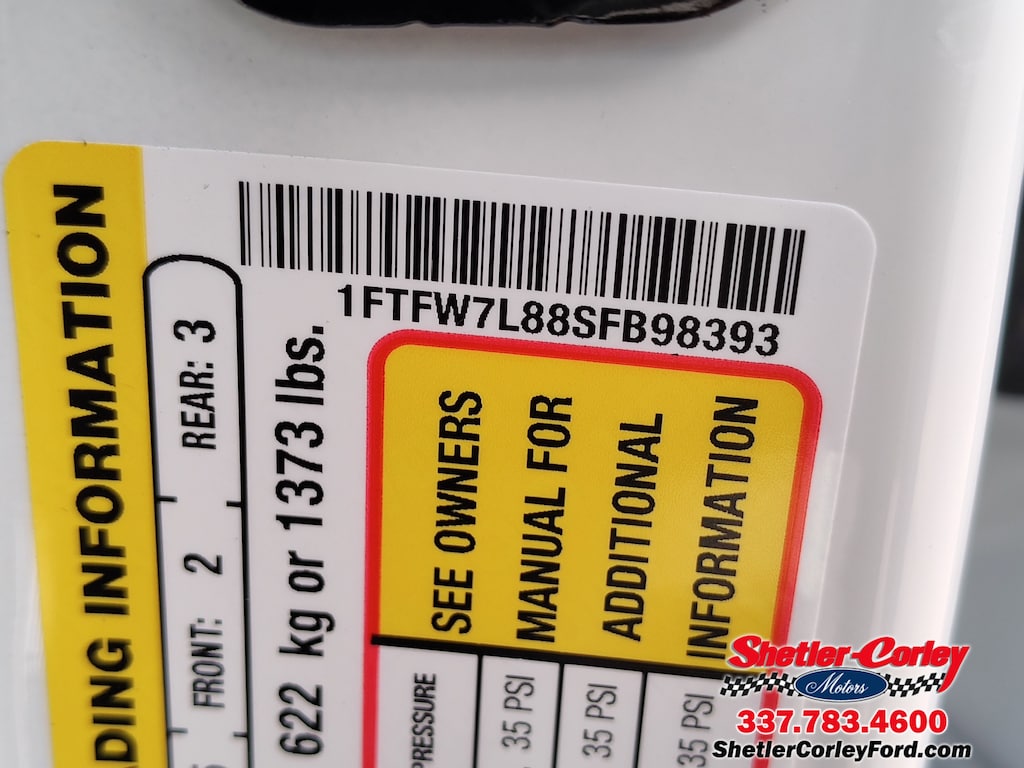 ADING INFORMATION
FRONT: 2
REAR: 3
622 kg or 1373 lbs.
1FTFW7L88SFB98393
SEE OWNERS
MANUAL FOR
ADDITIONAL
INFORMATION
PRESSURE
35 PSI
35 PSI
35 PSI
Shetler-Corley
Motors
337.783.4600
ShetlerCorleyFord.com